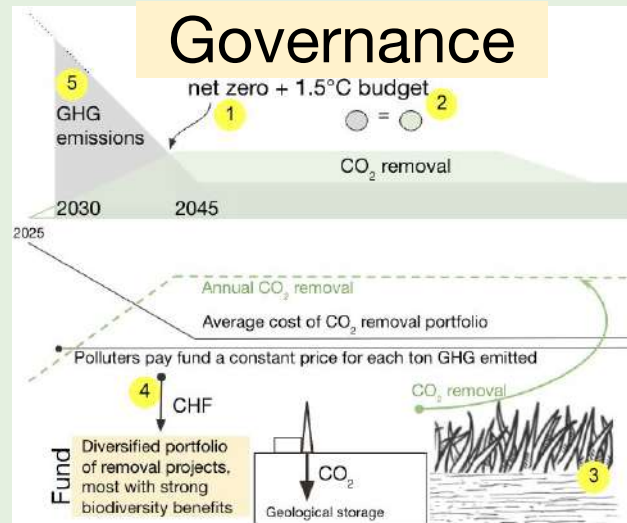 Governance
5
net zero + 1.5°C budget
2
1
GHG
emissions
=
CO₂ removal
2030
2045
2025
Annual CO₂ removal
Average cost of CO₂ removal portfolio
Polluters pay fund a constant price for each ton GHG emitted
4
CHF
CO₂ removal
Fund
Diversified portfolio
of removal projects,
most with strong
biodiversity benefits
CO₂
Geological storage
3